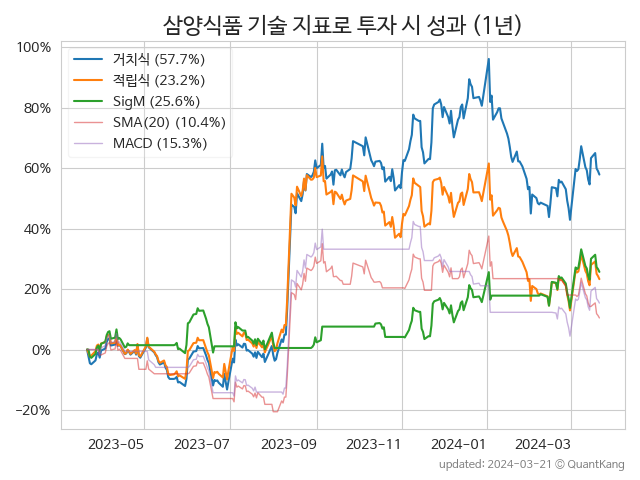 삼양식품 기술 지표로 투자 시 성과 (1년)
100%
80%
60%
40%
20%
0%
−20%
거치식 (57.7%)
적립식 (23.2%)
SigM (25.6%)
SMA(20) (10.4%)
MACD (15.3%)
2023-05
2023-07
2023-09
2023-11
2024-01
2024-03
updated: 2024-03-21 © QuantKang